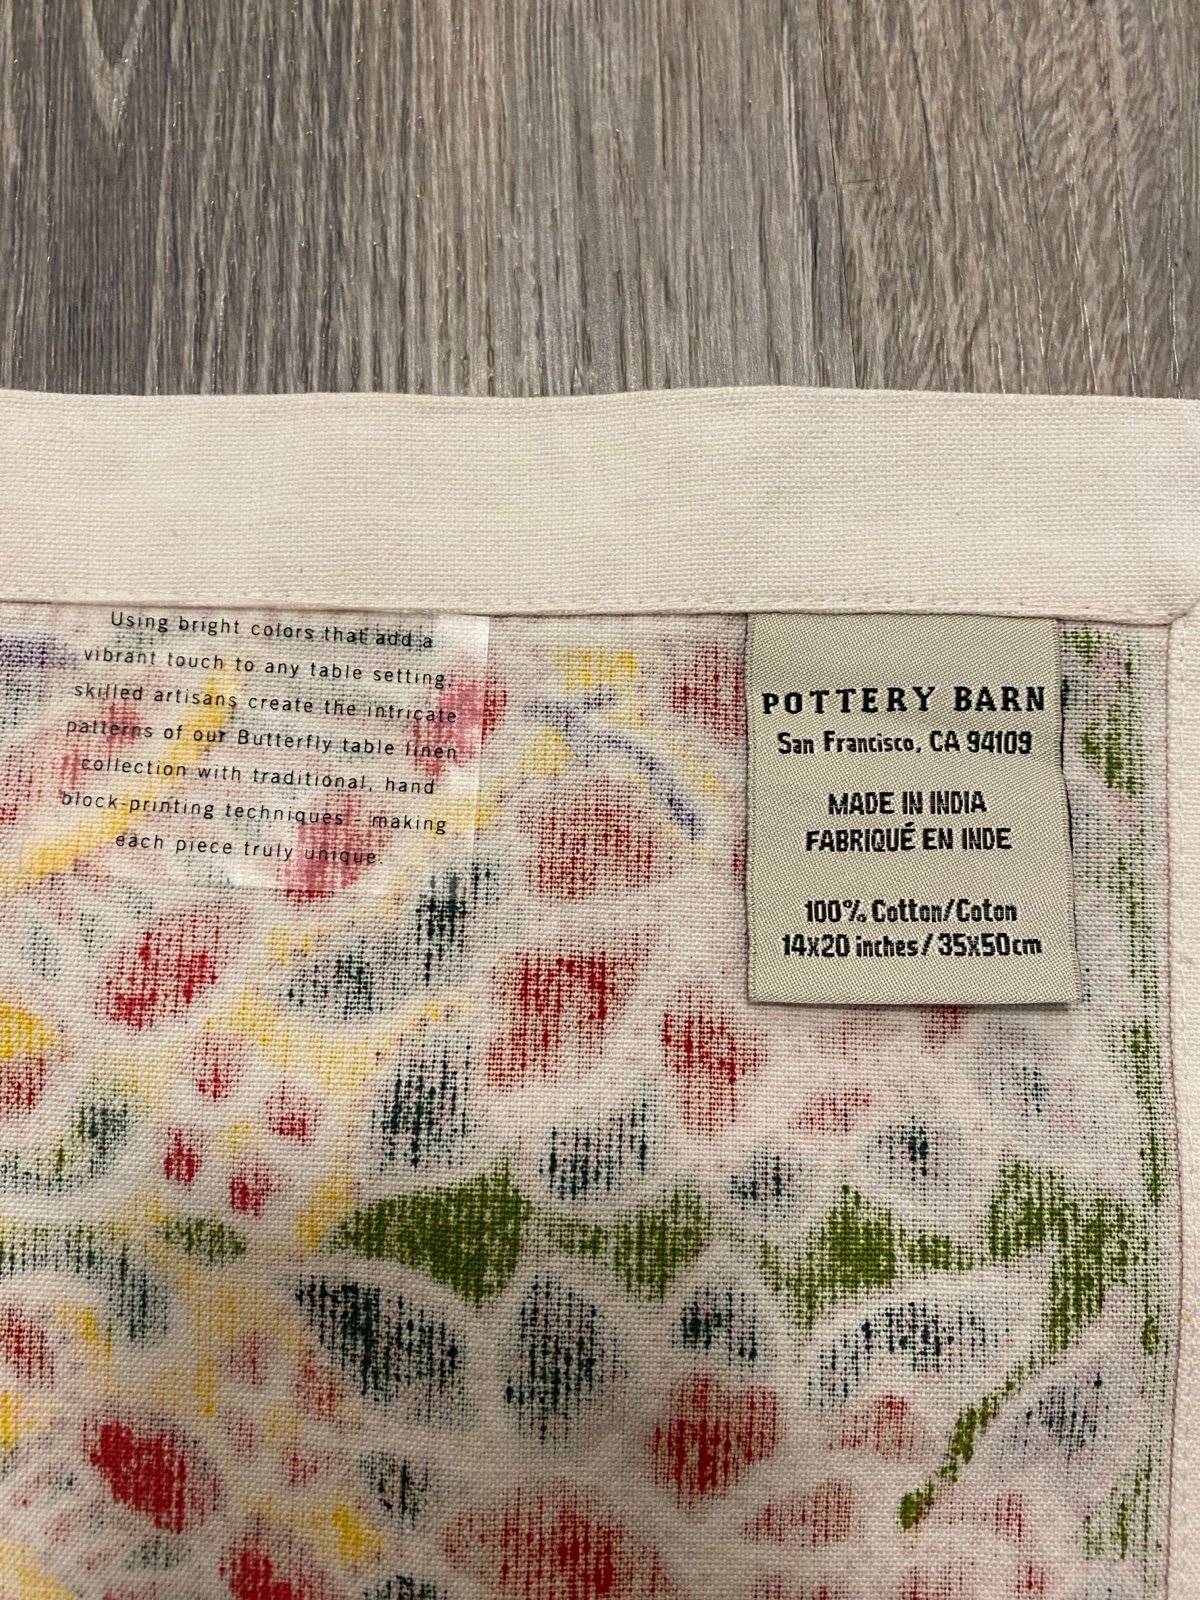 Using bright colors that add a
vibrant touch to any table setting,
skilled artisans create the intricate
patterns of our Butterfly table linen
collection with traditional, hand
block-printing techniques - making
each piece truly unique.
POTTERY BARN
San Francisco, CA 94109
MADE IN INDIA
FABRIQUÉ EN INDE
100% Cotton/Coton
14X20 inches/35X50cm